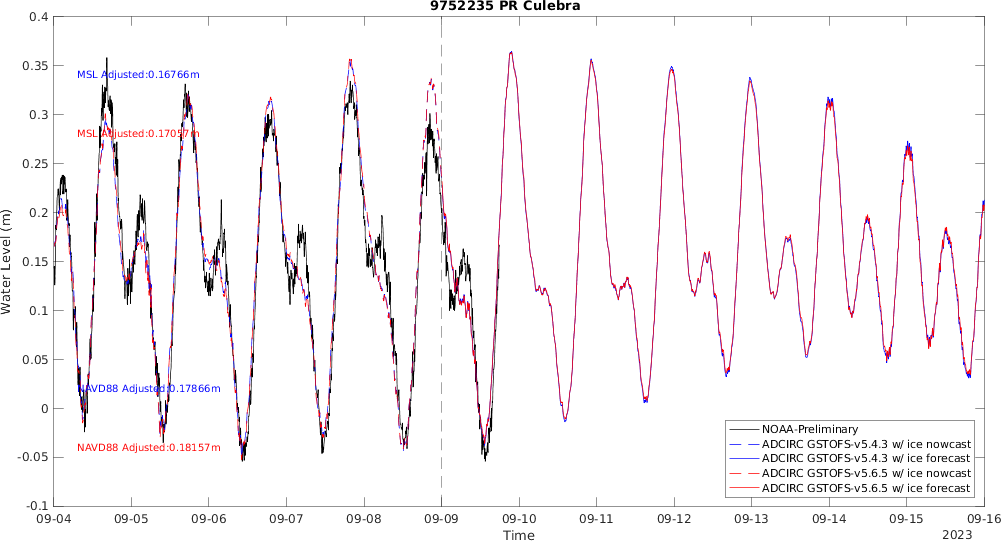 9752235 PR Culebra
0.4
0.35
0.3
0.25
0.2
0.15
0.1
0.05
0
-0.05
-0.1
Water Level (m)
MSL Adjusted:0.16766m
MSL Adjusted:0.17057m
NAVD88 Adjusted:0.17866m
NAVD88 Adjusted:0.18157m
NOAA-Preliminary
ADCIRC GSTOFS-v5.4.3 w/ ice nowcast
ADCIRC GSTOFS-v5.4.3 w/ ice forecast
ADCIRC GSTOFS-v5.6.5 w/ ice nowcast
ADCIRC GSTOFS-v5.6.5 w/ ice forecast
09-04 09-05 09-06 09-07 09-08 09-09 09-10 09-11 09-12 09-13 09-14 09-15 09-16
Time
2023